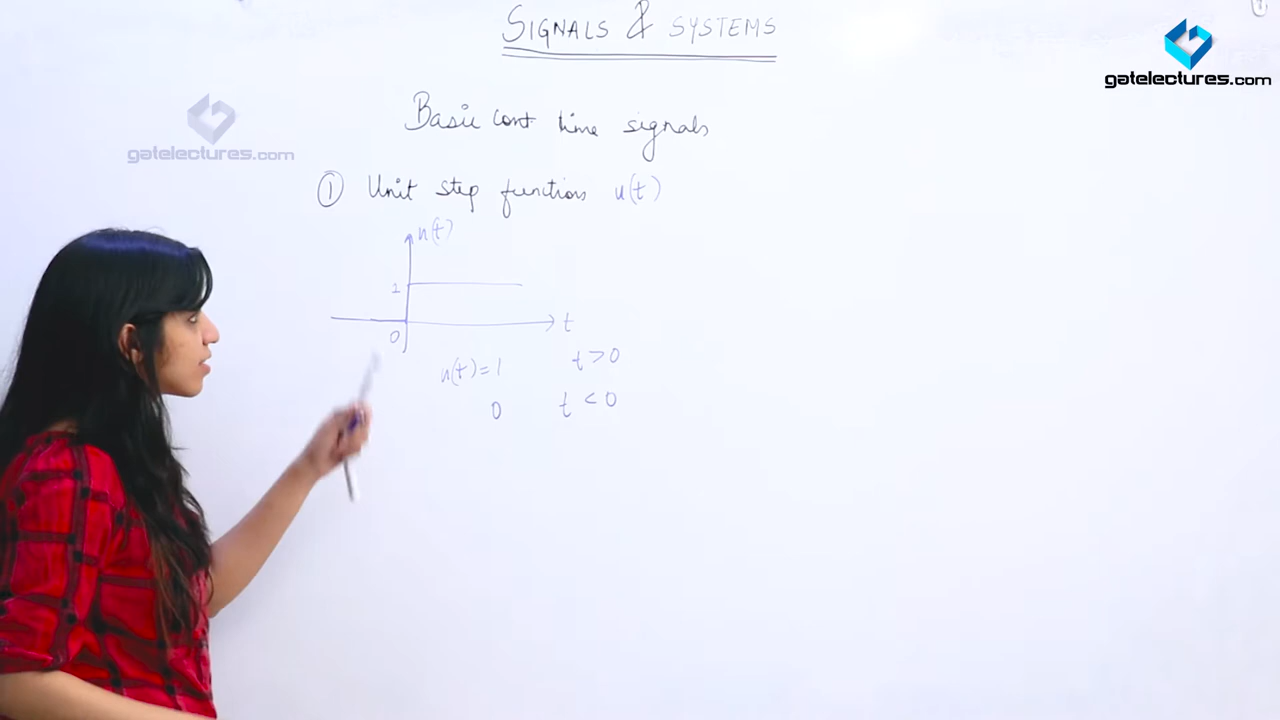 SIGNALS & SYSTEMS
gatelectures.com
gatelectures.com
Basic cont time signals
① Unit step functions u(t)
u(t)
1
0
t
u(t) = 1 t > 0
0 t < 0